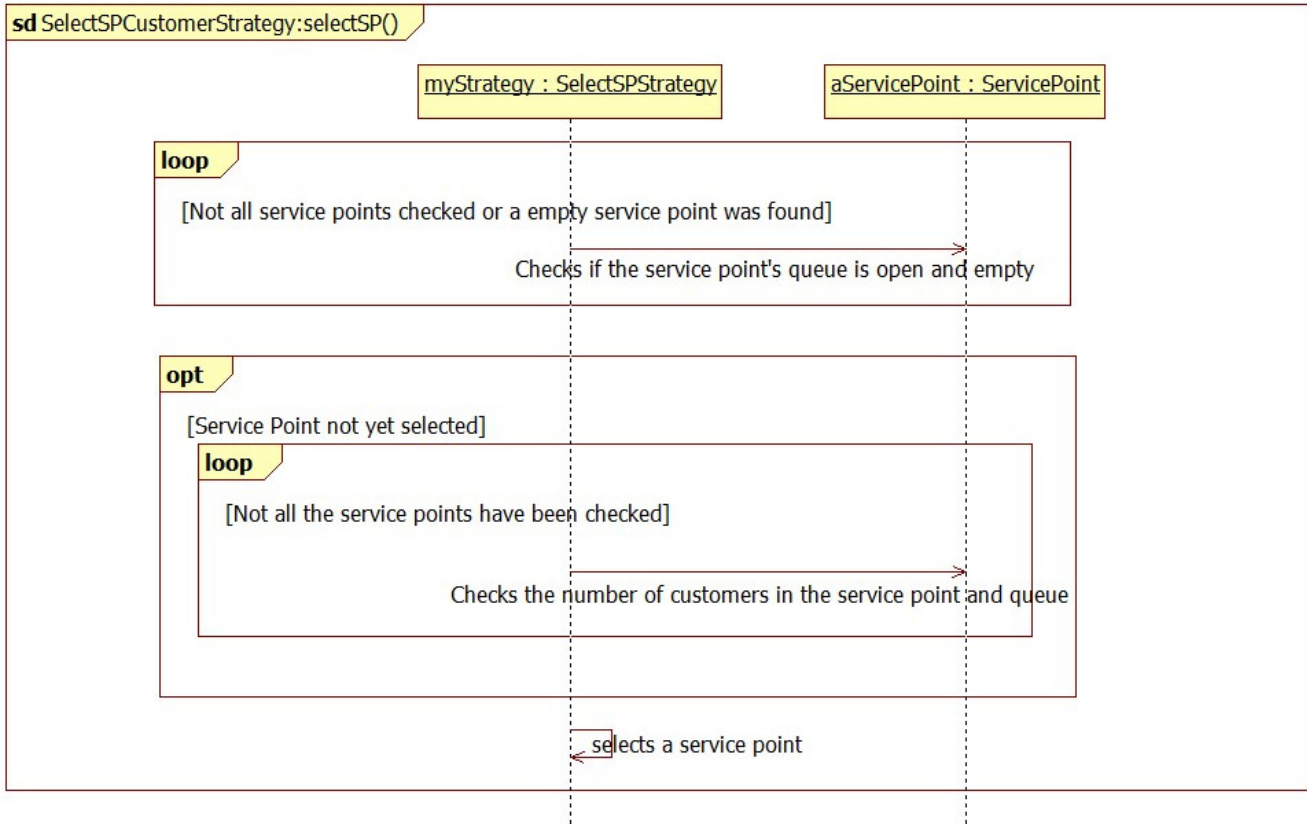 sd SelectSPCustomerStrategy:selectSP()
myStrategy : SelectSPStrategy
aServicePoint : ServicePoint
loop
[Not all service points checked or a empty service point was found]
Checks if the service point's queue is open and empty
opt
[Service Point not yet selected]
loop
[Not all the service points have been checked]
Checks the number of customers in the service point and queue
selects a service point